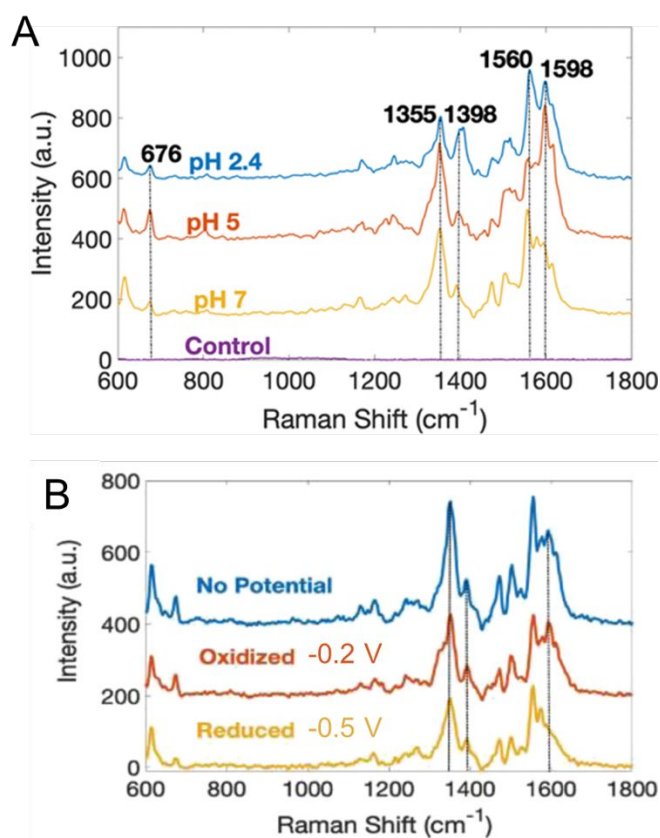 A
1000
800
600
400
200
0
Intensity (a.u.)
676
1355 1398
1560
1598
pH 2.4
pH 5
pH 7
Control
600 800 1000 1200 1400 1600 1800
Raman Shift (cm⁻¹)
B
800
600
400
200
0
Intensity (a.u.)
No Potential
Oxidized -0.2 V
Reduced -0.5 V
600 800 1000 1200 1400 1600 1800
Raman Shift (cm⁻¹)